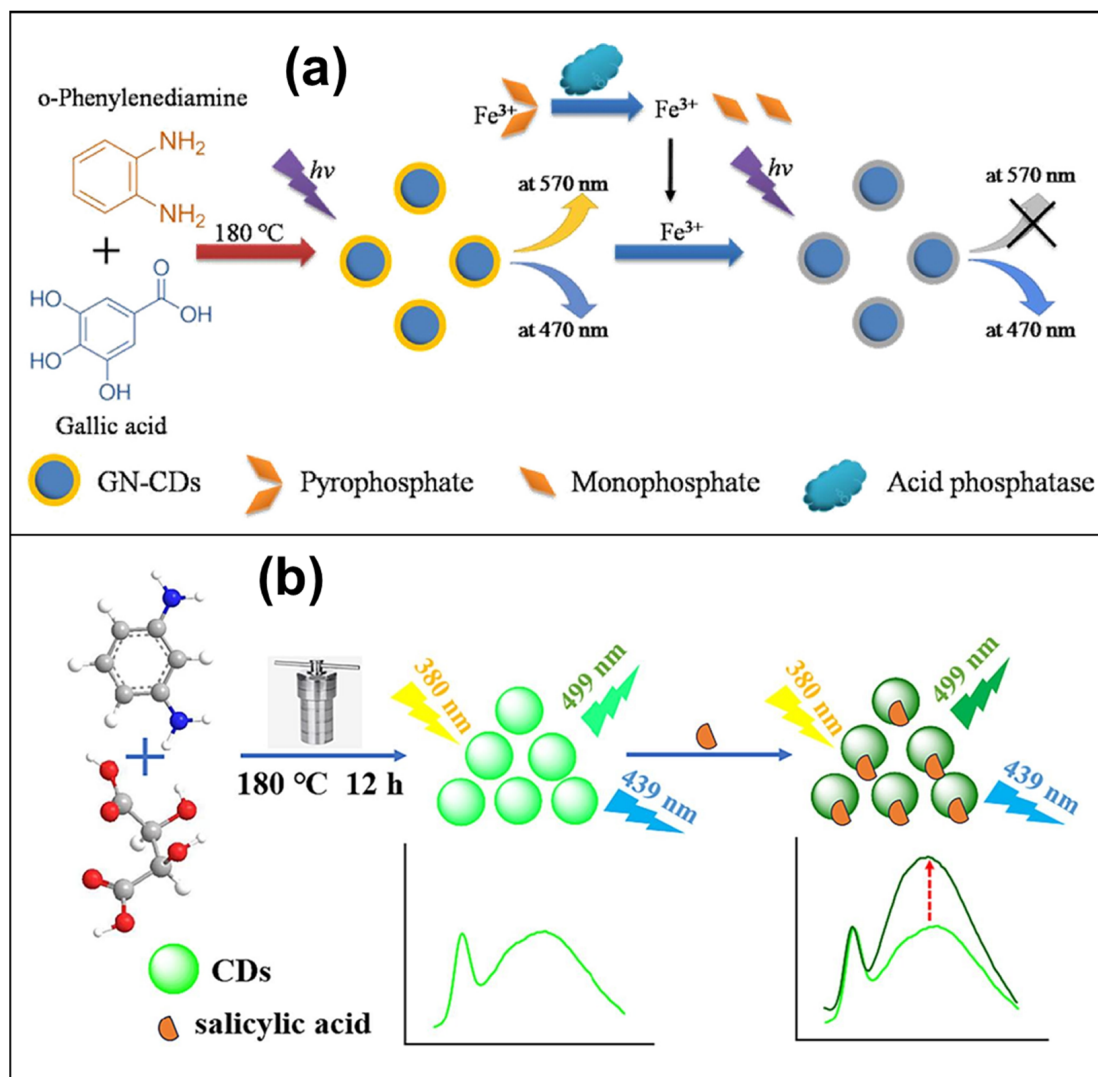 (a)
o-Phenylenediamine
NH₂
NH₂
+
O
HO
OH
HO
OH
Gallic acid
180 °C
hν
at 570 nm
at 470 nm
Fe³⁺
Fe³⁺
Fe³⁺
hν
at 570 nm
at 470 nm
GN-CDs
Pyrophosphate
Monophosphate
Acid phosphatase
(b)
+
180 °C 12 h
380 nm
499 nm
439 nm
380 nm
499 nm
439 nm
CDs
salicylic acid